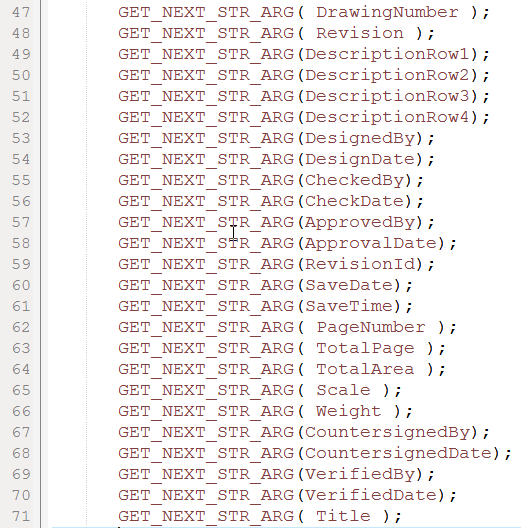 47 GET_NEXT_STR_ARG( DrawingNumber );
48 GET_NEXT_STR_ARG( Revision );
49 GET_NEXT_STR_ARG(DescriptionRow1);
50 GET_NEXT_STR_ARG(DescriptionRow2);
51 GET_NEXT_STR_ARG(DescriptionRow3);
52 GET_NEXT_STR_ARG(DescriptionRow4);
53 GET_NEXT_STR_ARG(DesignedBy);
54 GET_NEXT_STR_ARG(DesignDate);
55 GET_NEXT_STR_ARG(CheckedBy);
56 GET_NEXT_STR_ARG(CheckDate);
57 GET_NEXT_STR_ARG(ApprovedBy);
58 GET_NEXT_STR_ARG(ApprovalDate);
59 GET_NEXT_STR_ARG(RevisionId);
60 GET_NEXT_STR_ARG(SaveDate);
61 GET_NEXT_STR_ARG(SaveTime);
62 GET_NEXT_STR_ARG( PageNumber );
63 GET_NEXT_STR_ARG( TotalPage );
64 GET_NEXT_STR_ARG( TotalArea );
65 GET_NEXT_STR_ARG( Scale );
66 GET_NEXT_STR_ARG( Weight );
67 GET_NEXT_STR_ARG(CountersignedBy);
68 GET_NEXT_STR_ARG(CountersignedDate);
69 GET_NEXT_STR_ARG(VerifiedBy);
70 GET_NEXT_STR_ARG(VerifiedDate);
71 GET_NEXT_STR_ARG( Title );